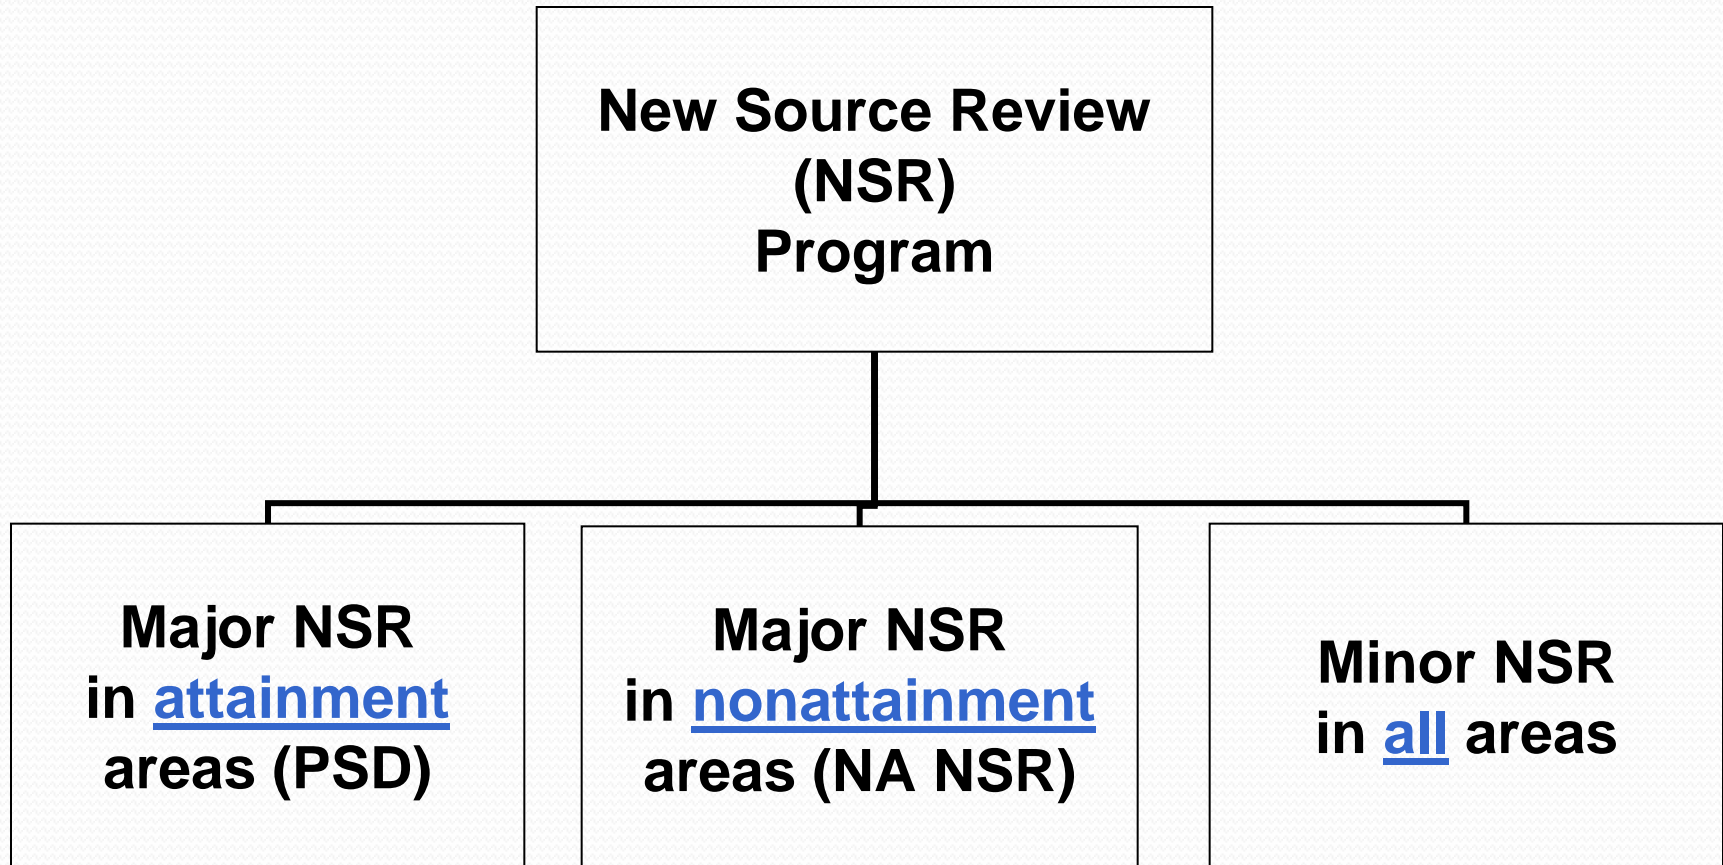 New Source Review
(NSR)
Program
Major NSR
in attainment
areas (PSD)
Major NSR
in nonattainment
areas (NA NSR)
Minor NSR
in all areas